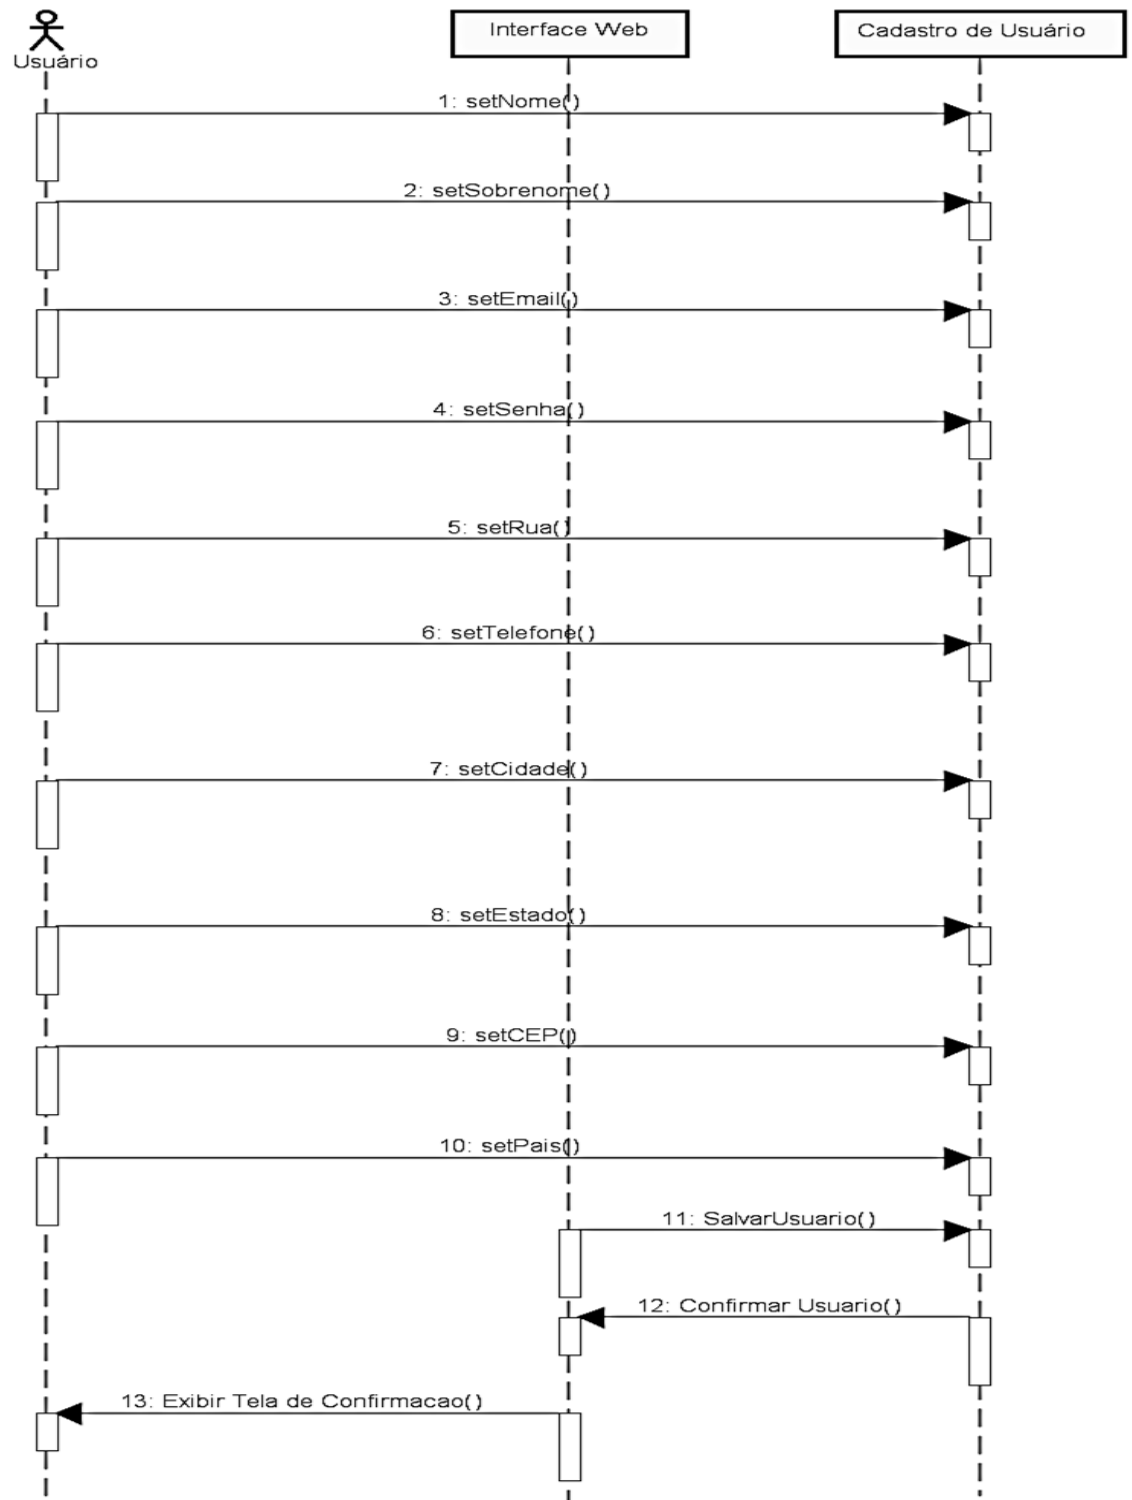 Usuário
Interface Web
Cadastro de Usuário
1: setNome()
2: setSobrenome()
3: setEmail()
4: setSenha()
5: setRua()
6: setTelefone()
7: setCidade()
8: setEstado()
9: setCEP()
10: setPais()
11: SalvarUsuario()
12: Confirmar Usuario()
13: Exibir Tela de Confirmacao()